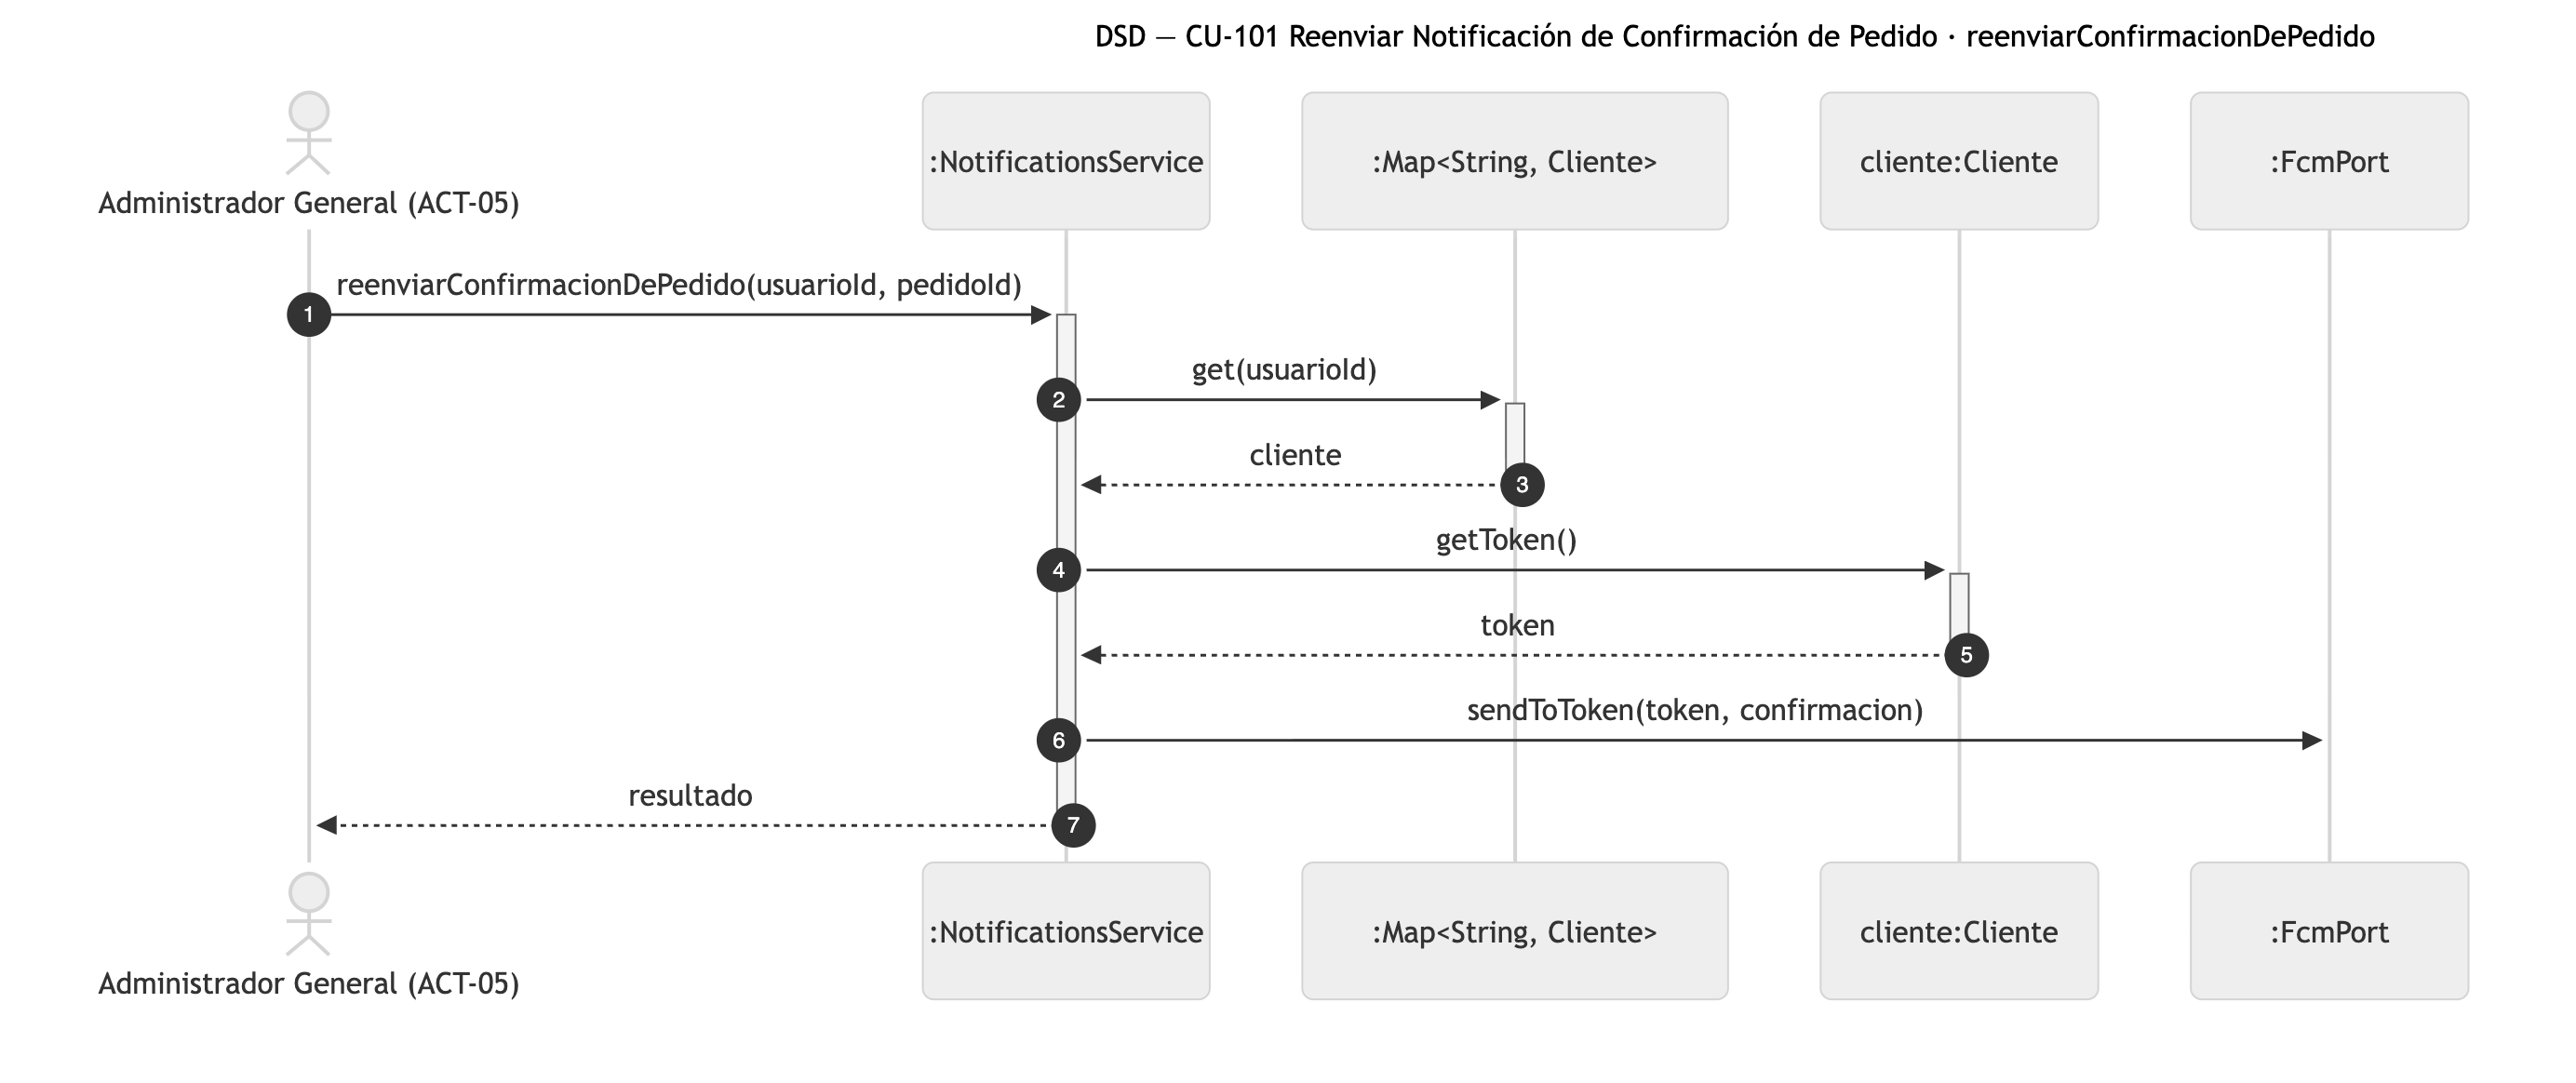 DSD – CU-101 Reenviar Notificación de Confirmación de Pedido · reenviarConfirmacionDePedido
Administrador General (ACT-05)
:NotificationsService
:Map<String, Cliente>
cliente:Cliente
:FcmPort
reenviarConfirmacionDePedido(usuarioId, pedidoId)
1
get(usuarioId)
2
cliente
3
getToken()
4
token
5
sendToToken(token, confirmacion)
6
resultado
7
Administrador General (ACT-05)
:NotificationsService
:Map<String, Cliente>
cliente:Cliente
:FcmPort